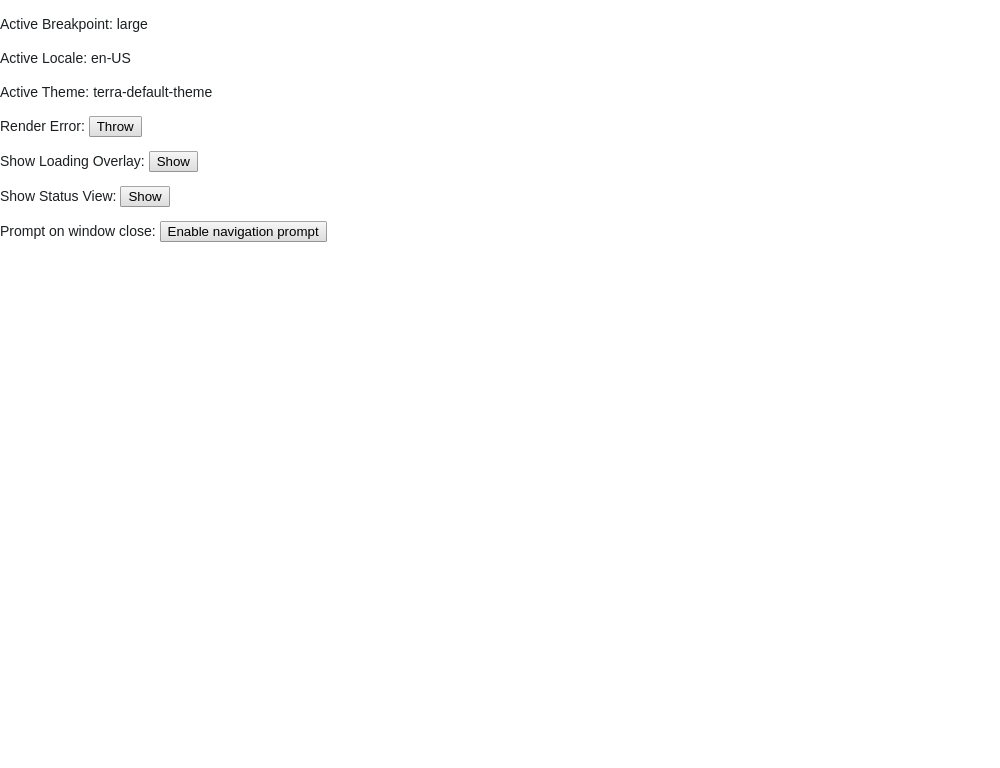 Active Breakpoint: large
Active Locale: en-US
Active Theme: terra-default-theme
Render Error: Throw
Show Loading Overlay: Show
Show Status View: Show
Prompt on window close: Enable navigation prompt